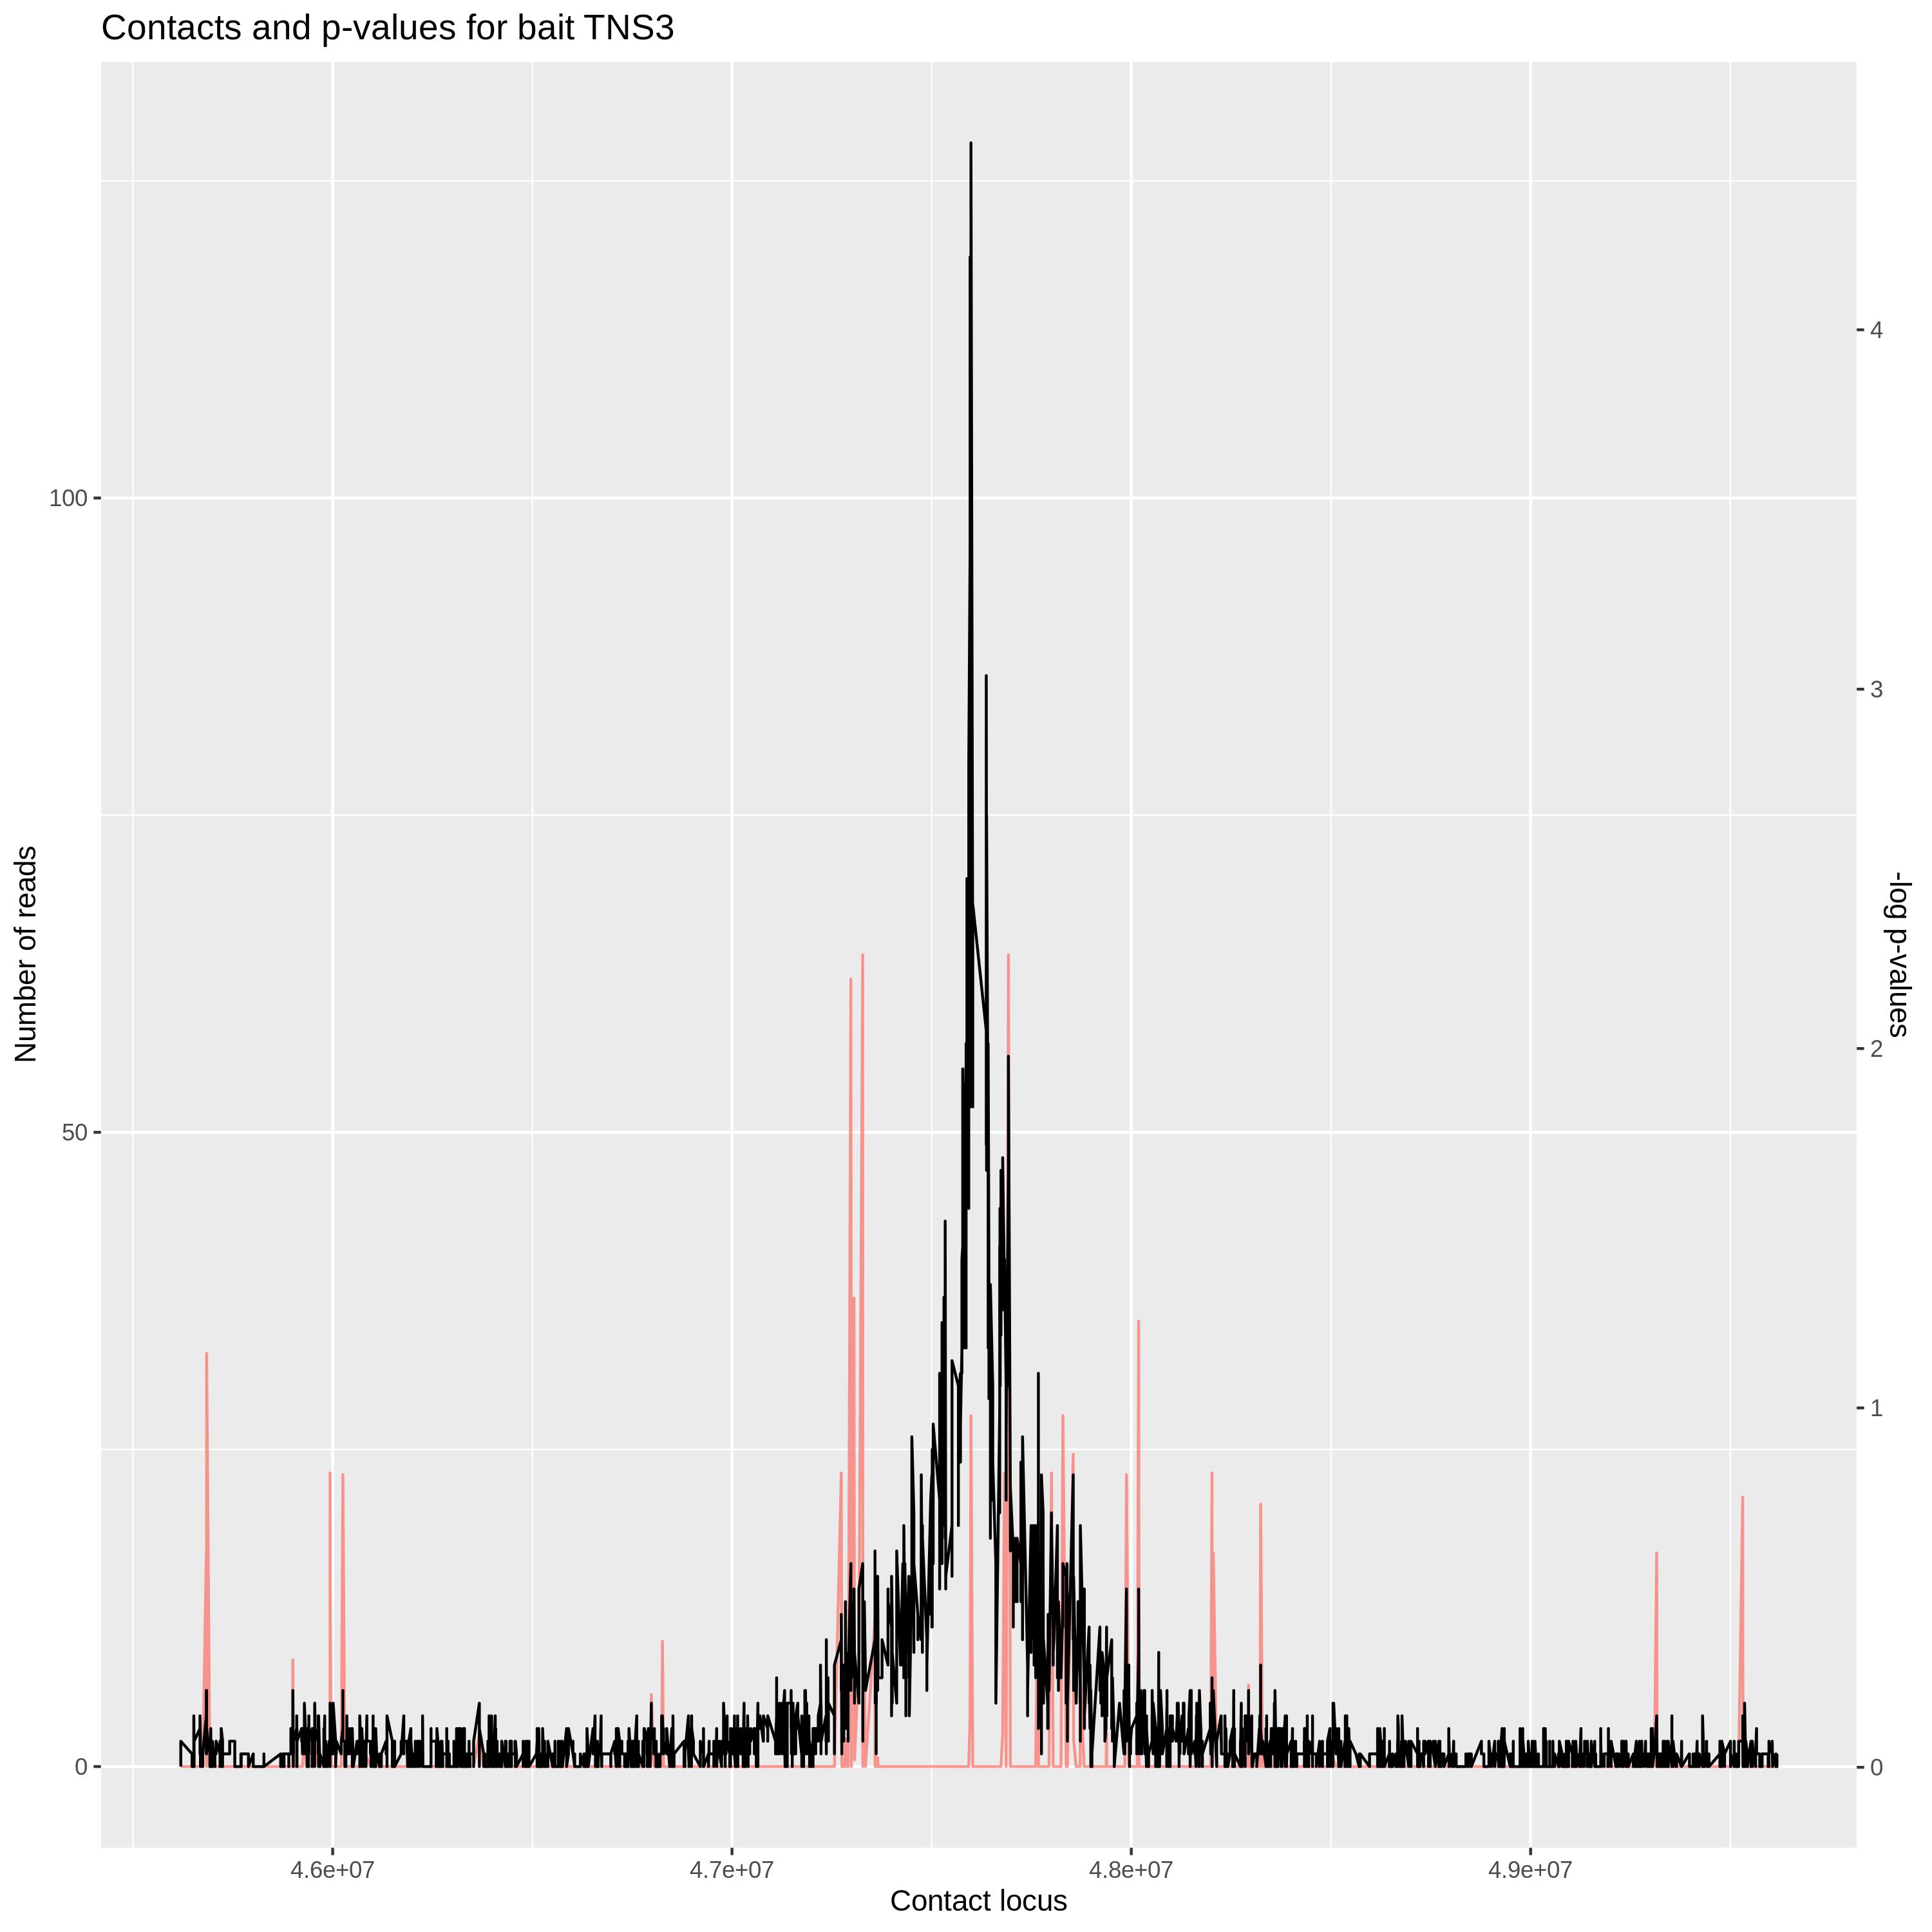 Contacts and p-values for bait TNS3
Number of reads
100
50
0
4
3
2
1
0
-log p-values
4.6e+07
4.7e+07
4.8e+07
4.9e+07
Contact locus